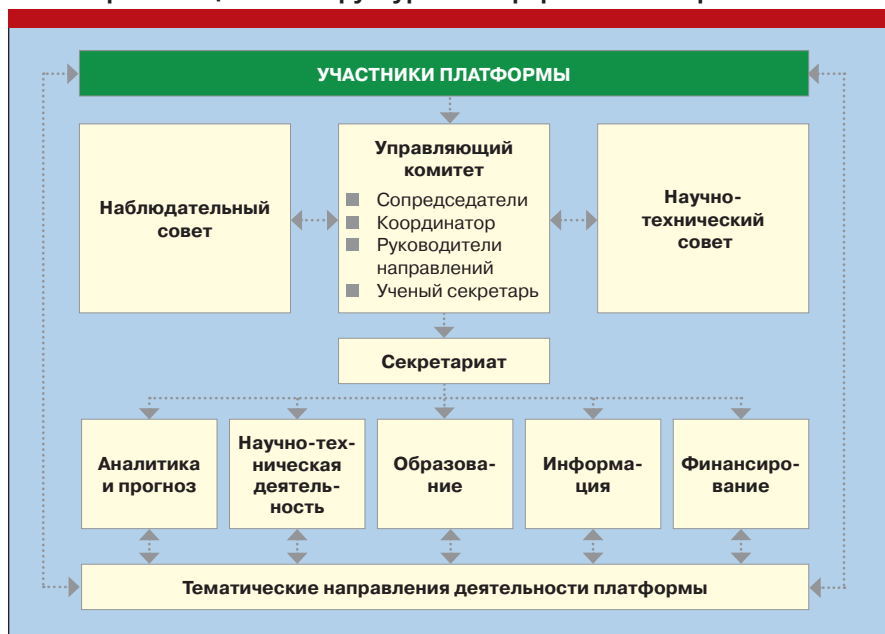 УЧАСТНИКИ ПЛАТФОРМЫ
Наблюдательный
совет
Управляющий
комитет
Сопредседатели
Координатор
Руководители
направлений
Ученый секретарь
Научно-
технический
совет
Секретариат
Аналитика
и прогноз
Научно-тех-
ническая
деятель-
ность
Образова-
ние
Информа-
ция
Финансиро-
вание
Тематические направления деятельности платформы